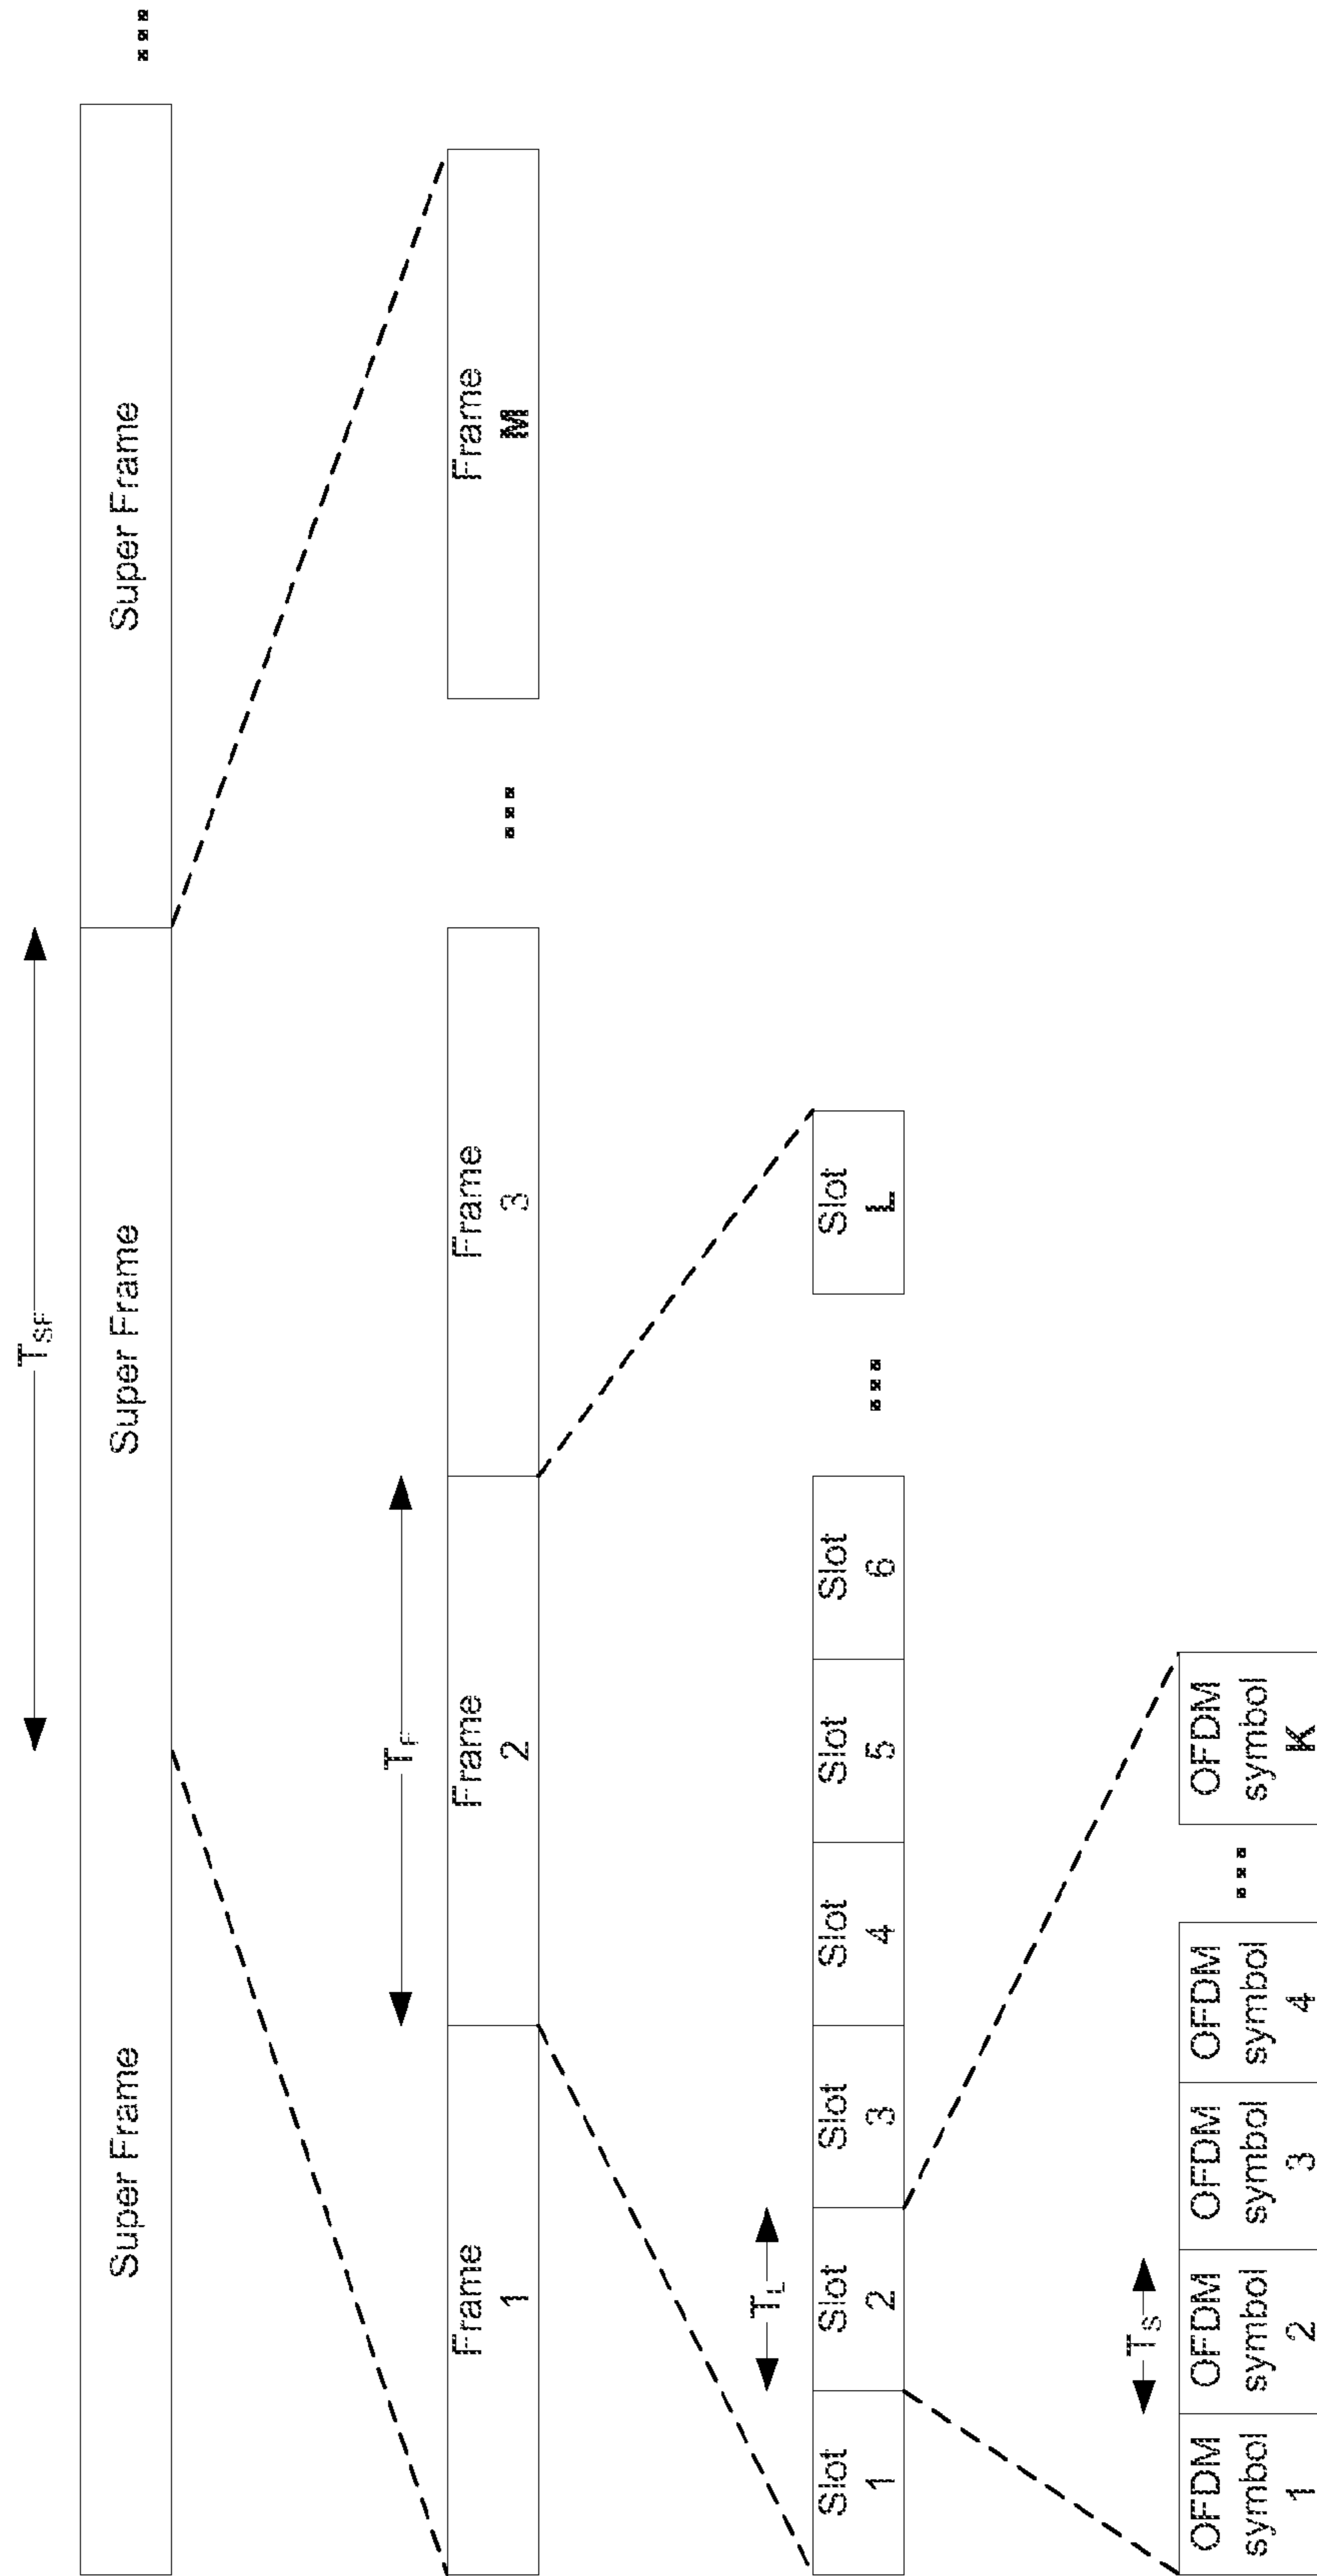 T_SF
Super Frame Super Frame Super Frame ...
T_F
Frame Frame Frame ... Frame
1 2 3 M
T_L
Slot Slot Slot Slot Slot Slot ... Slot
1 2 3 4 5 6 L
T_S
OFDM OFDM OFDM OFDM ... OFDM
symbol symbol symbol symbol symbol
1 2 3 4 K